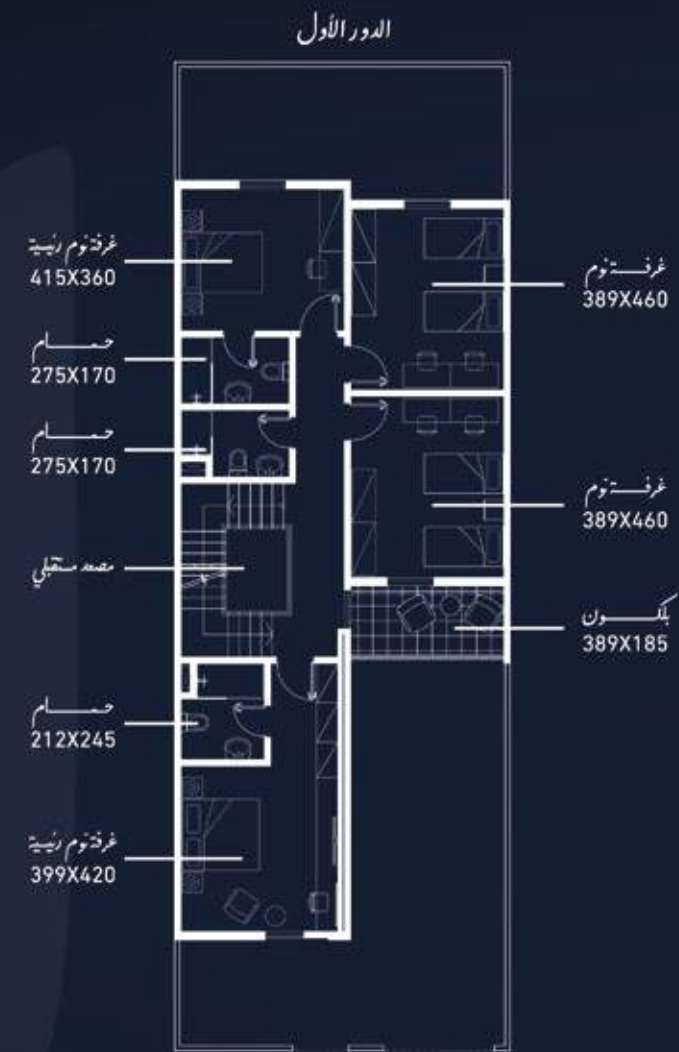 الدور الأول
غرفة نوم رئيسية
415X360
حمام
275X170
حمام
275X170
مصعد مستقبلي
حمام
212X245
غرفة نوم رئيسية
399X420
غرفة نوم
389X460
غرفة نوم
389X460
بلكون
389X185